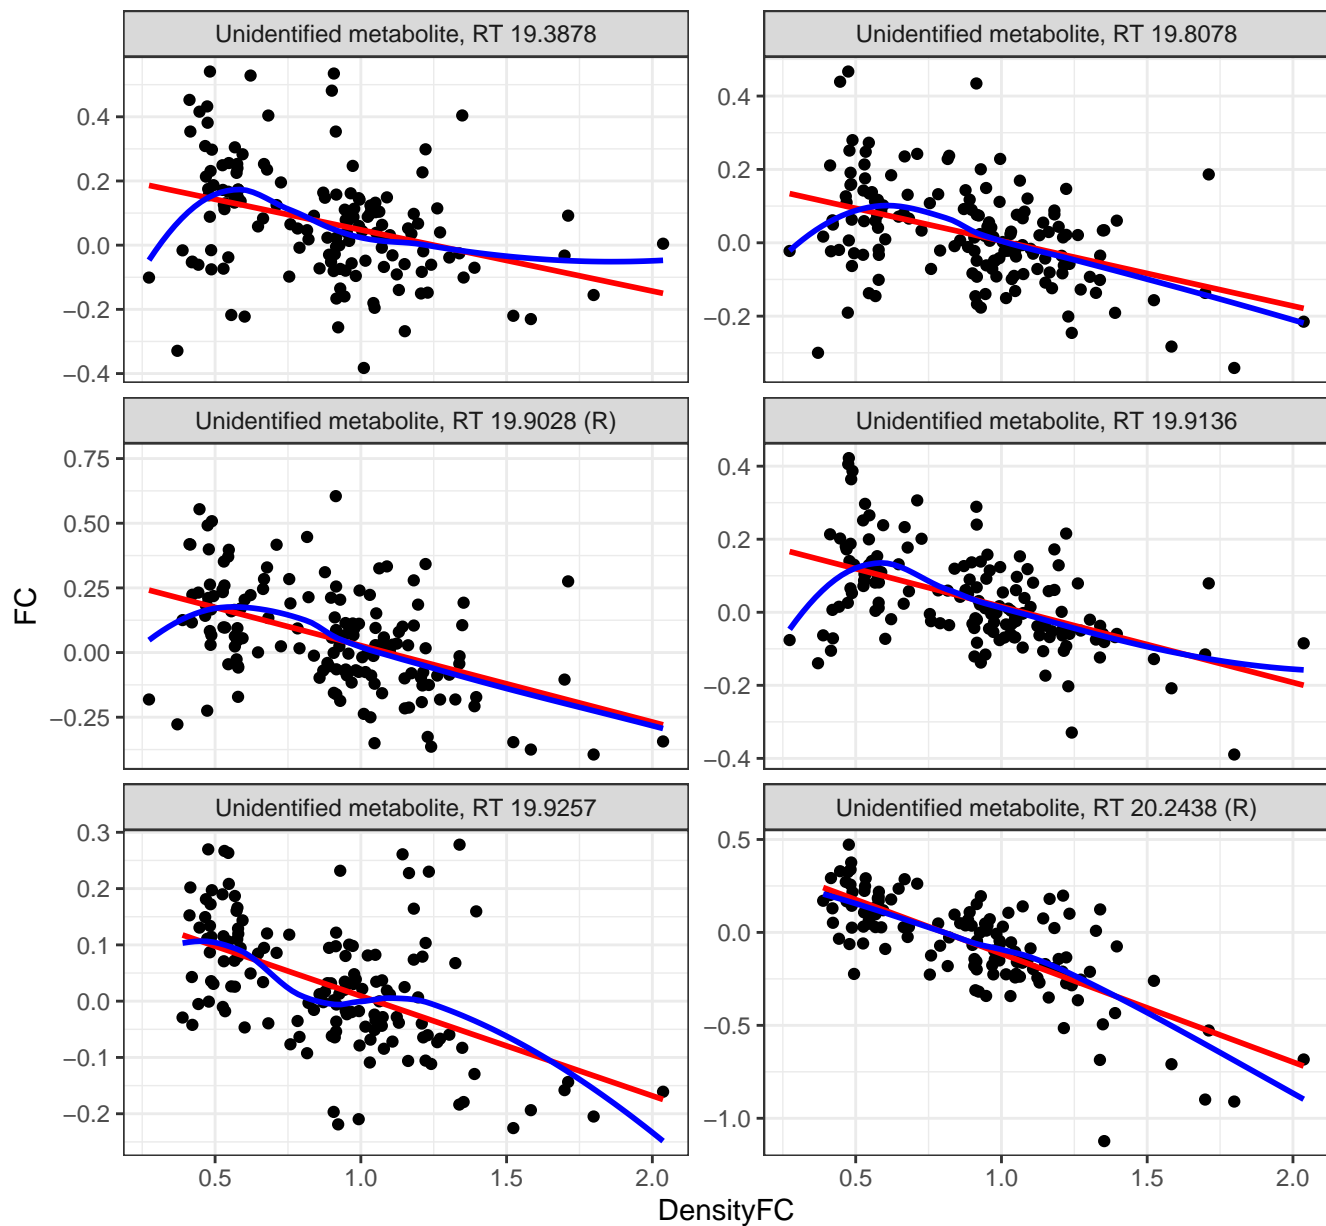 Unidentified metabolite, RT 19.3878
Unidentified metabolite, RT 19.8078
0.4
0.2
0.0
−0.2
−0.4
0.4
0.2
0.0
−0.2
Unidentified metabolite, RT 19.9028 (R)
Unidentified metabolite, RT 19.9136
0.75
0.50
0.25
0.00
−0.25
0.4
0.2
0.0
−0.2
−0.4
FC
Unidentified metabolite, RT 19.9257
Unidentified metabolite, RT 20.2438 (R)
0.3
0.2
0.1
0.0
−0.1
−0.2
0.5
0.0
−0.5
−1.0
0.5 1.0 1.5 2.0
0.5 1.0 1.5 2.0
DensityFC